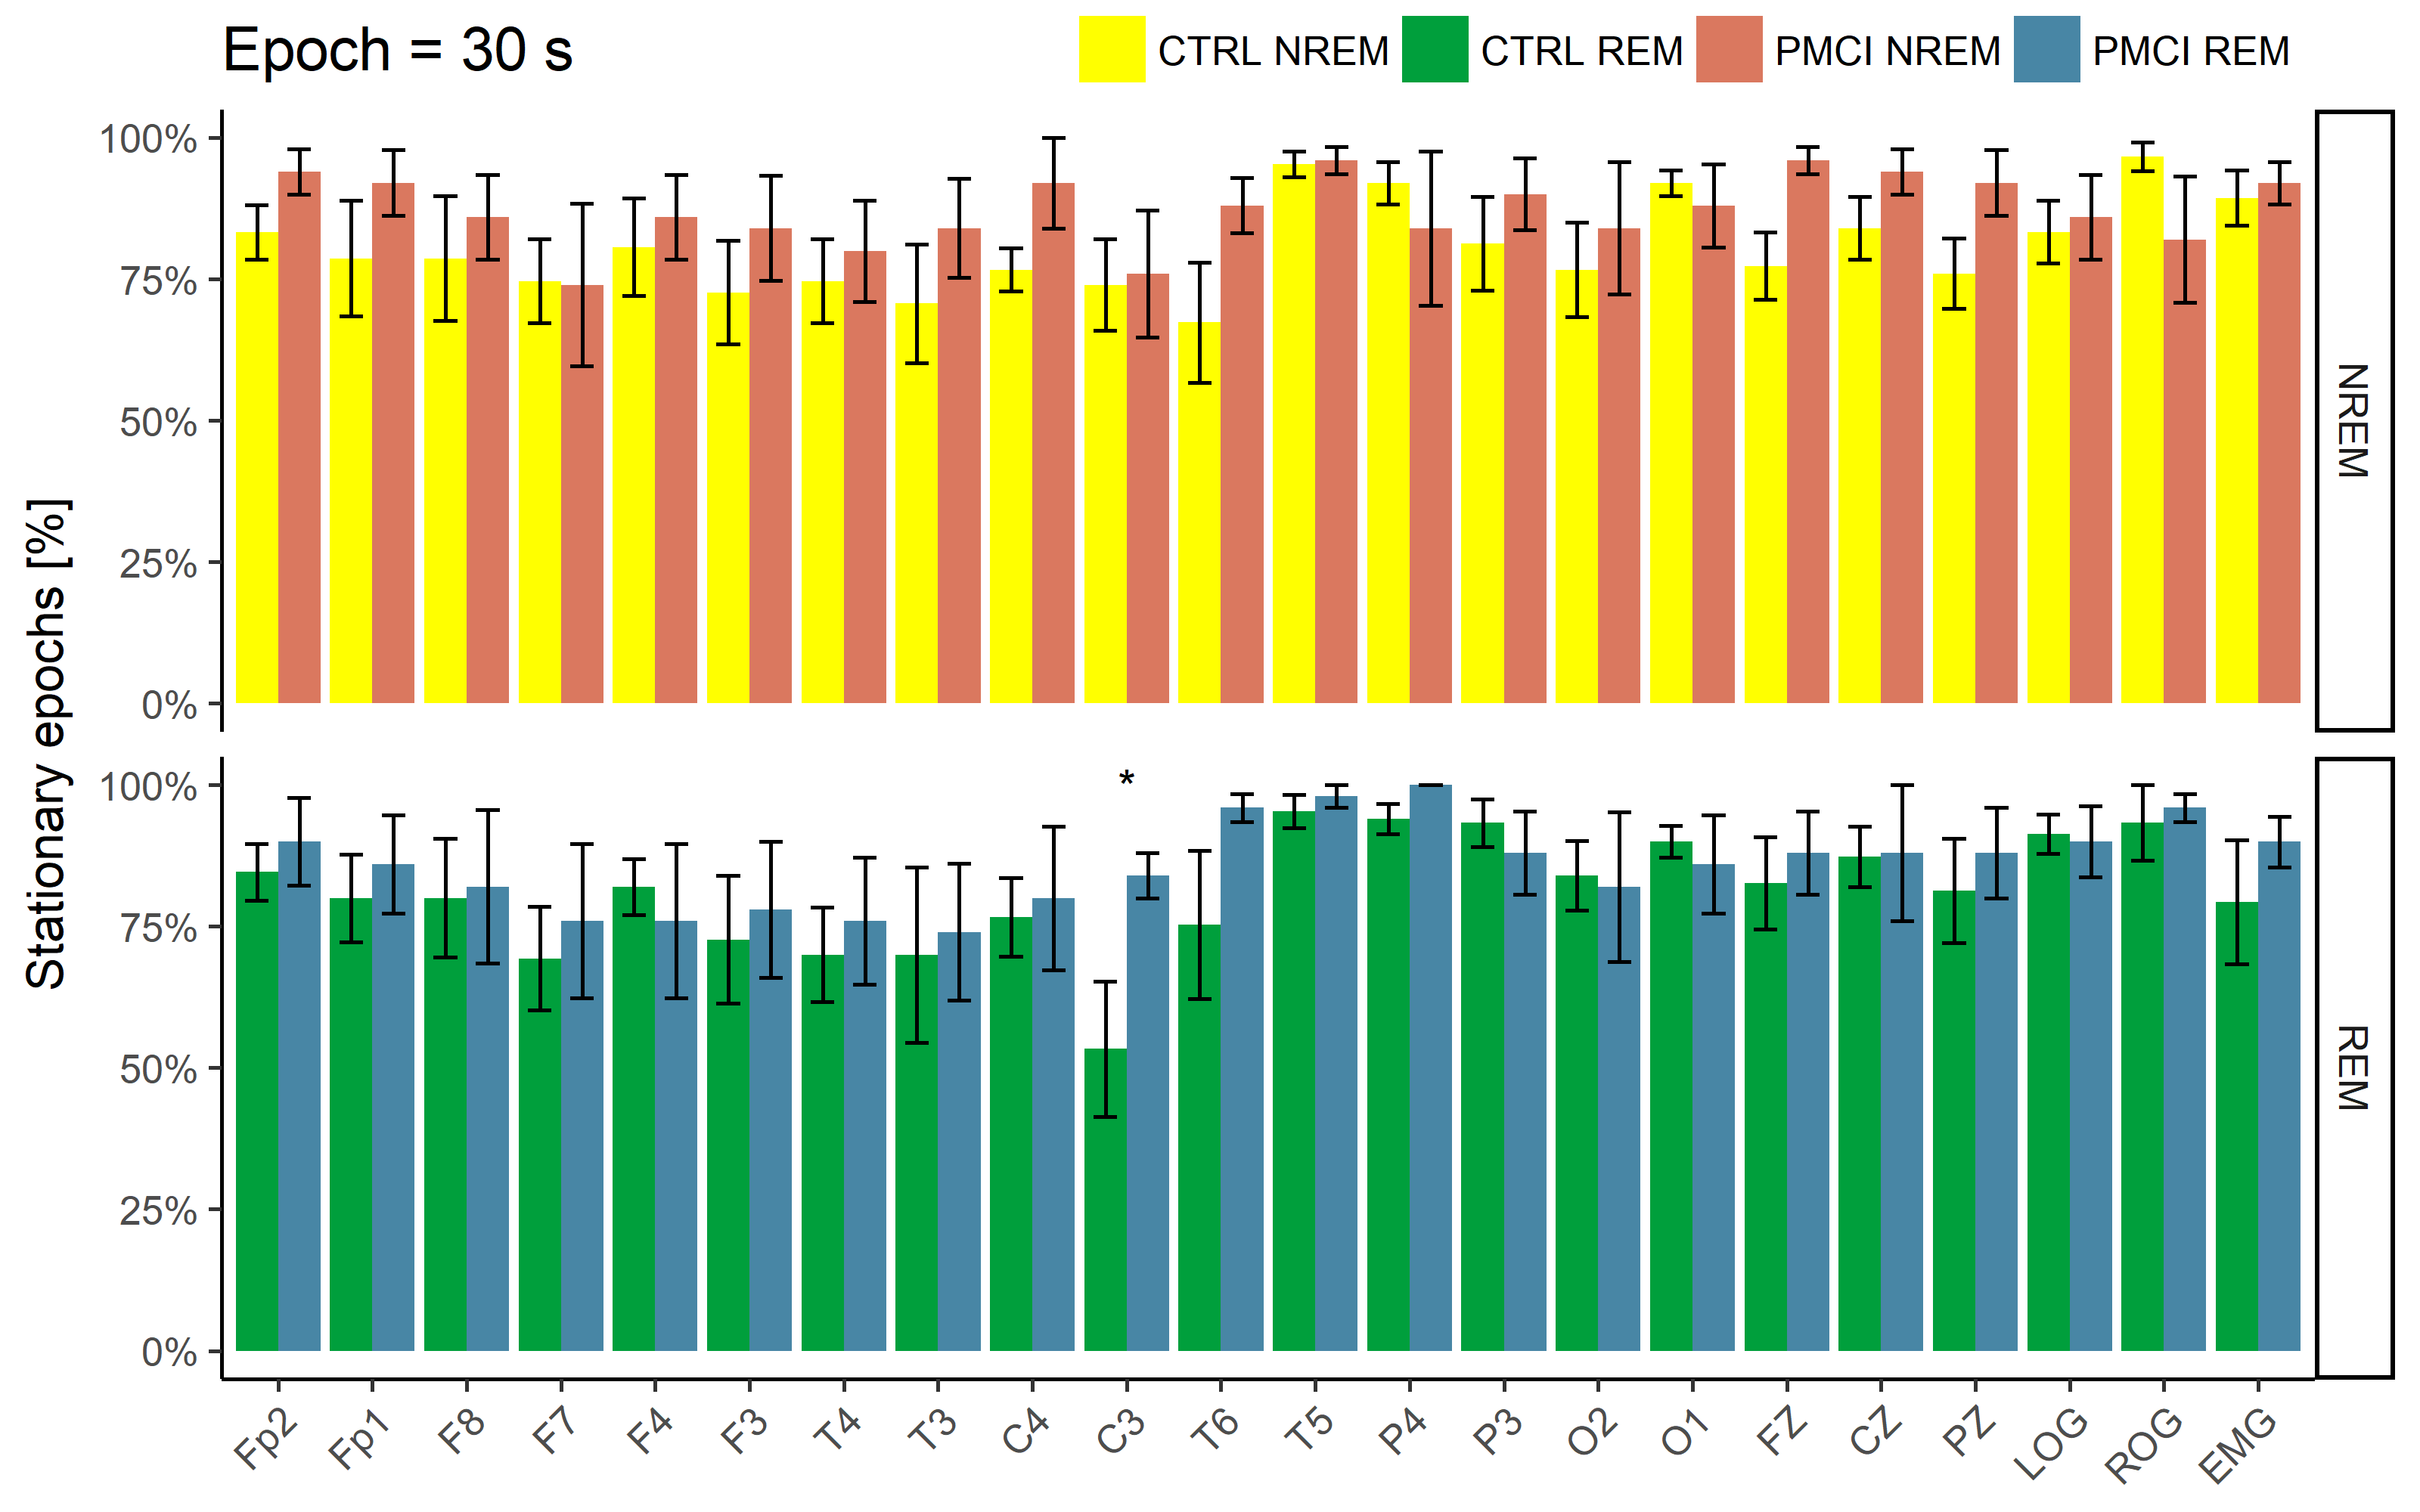 Epoch = 30 s
CTRL NREM CTRL REM PMCI NREM PMCI REM
Stationary epochs [%]
100%
75%
50%
25%
0%
NREM
*
100%
75%
50%
25%
0%
REM
Fp2 Fp1 F8 F7 F4 F3 T4 T3 C4 C3 T6 T5 P4 P3 O2 O1 FZ CZ PZ LOG ROG EMG